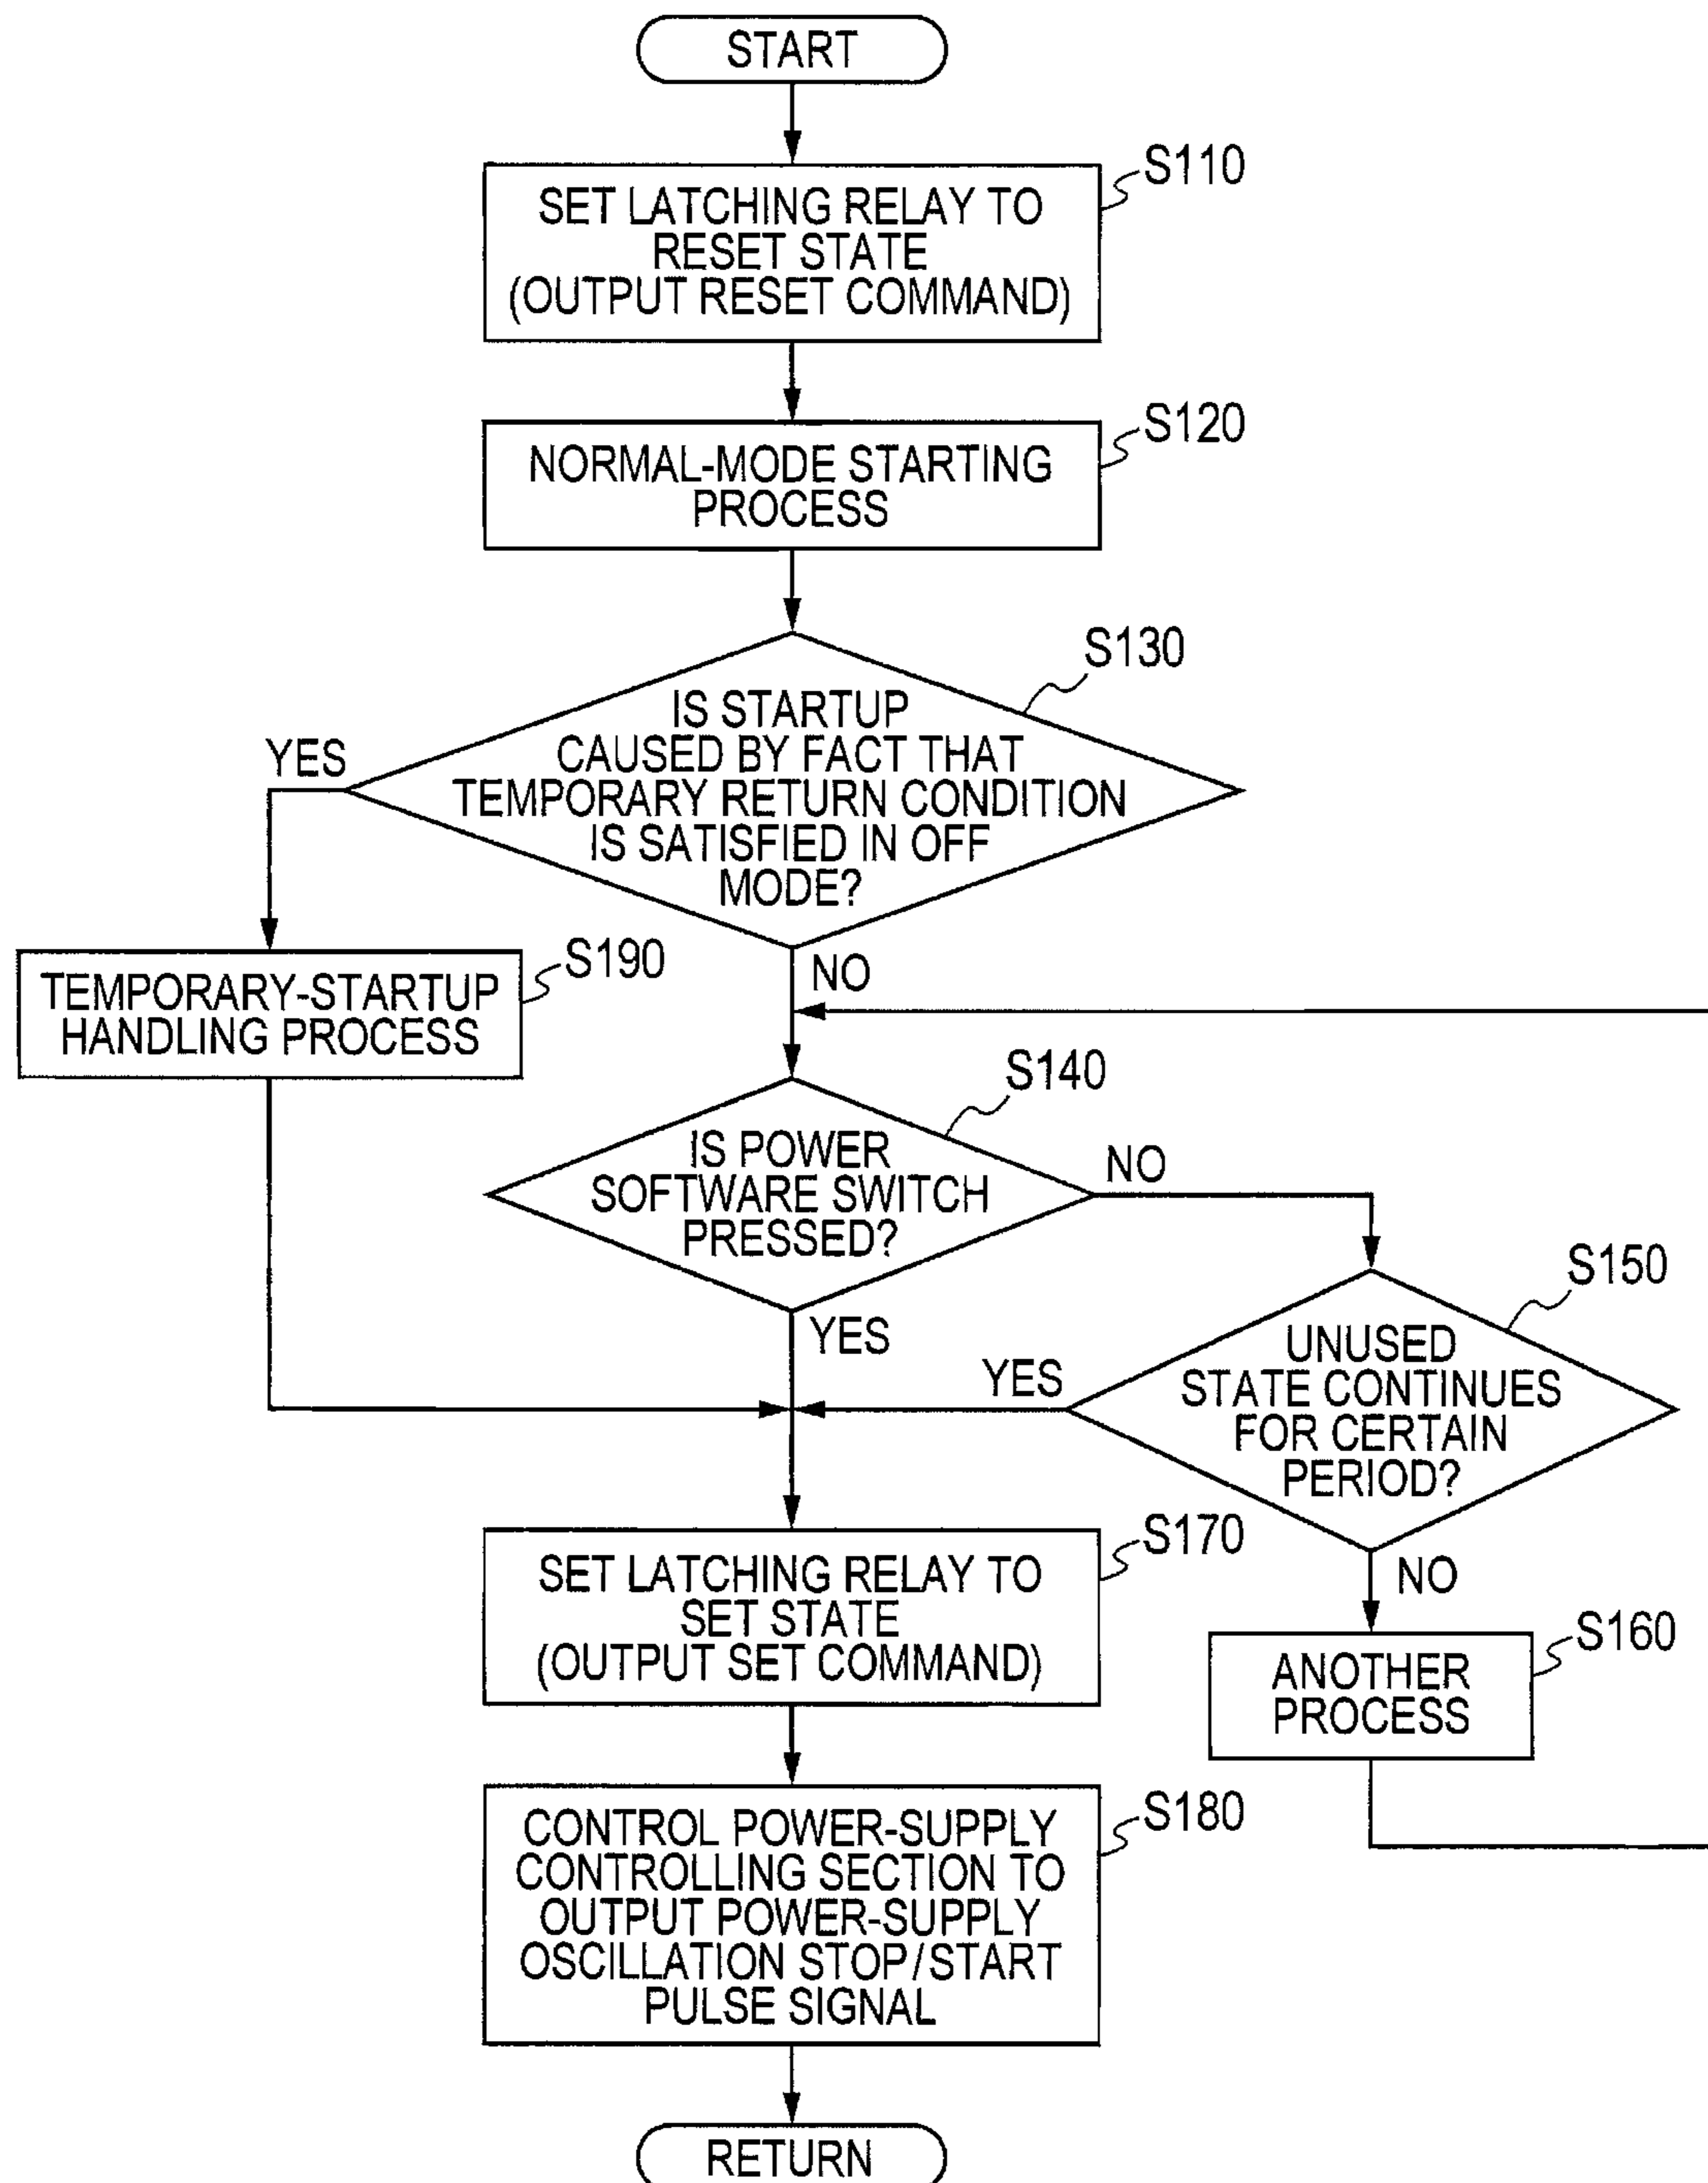 START
S110
SET LATCHING RELAY TO
RESET STATE
(OUTPUT RESET COMMAND)
S120
NORMAL-MODE STARTING
PROCESS
S130
IS STARTUP
CAUSED BY FACT THAT
TEMPORARY RETURN CONDITION
IS SATISFIED IN OFF
MODE?
YES
NO
S190
TEMPORARY-STARTUP
HANDLING PROCESS
S140
IS POWER
SOFTWARE SWITCH
PRESSED?
NO
YES
S150
UNUSED
STATE CONTINUES
FOR CERTAIN
PERIOD?
YES
NO
S160
ANOTHER
PROCESS
S170
SET LATCHING RELAY TO
SET STATE
(OUTPUT SET COMMAND)
S180
CONTROL POWER-SUPPLY
CONTROLLING SECTION TO
OUTPUT POWER-SUPPLY
OSCILLATION STOP/START
PULSE SIGNAL
RETURN